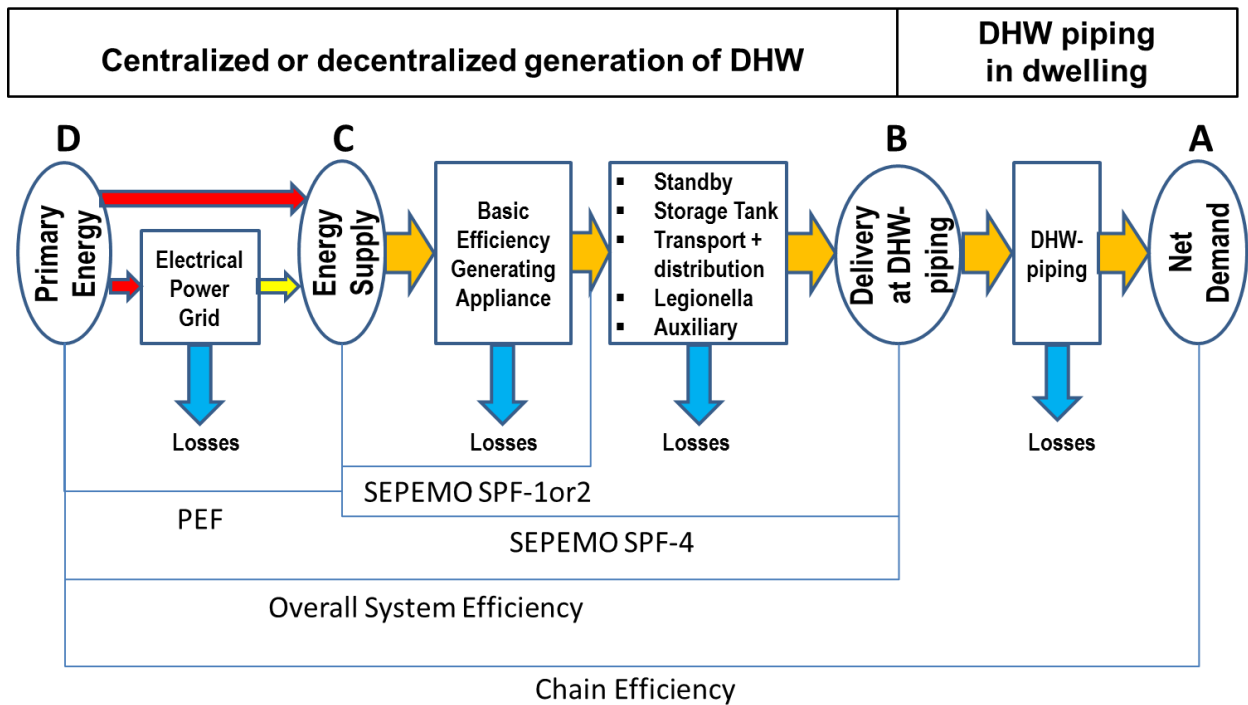 Centralized or decentralized generation of DHW
DHW piping
in dwelling
D
C
B
A
Primary
Energy
Electrical
Power
Grid
Energy
Supply
Basic
Efficiency
Generating
Appliance
▪ Standby
▪ Storage Tank
▪ Transport +
distribution
▪ Legionella
▪ Auxiliary
Delivery
at DHW-
piping
DHW-
piping
Net
Demand
Losses
Losses
Losses
Losses
SEPEMO SPF-1or2
PEF
SEPEMO SPF-4
Overall System Efficiency
Chain Efficiency